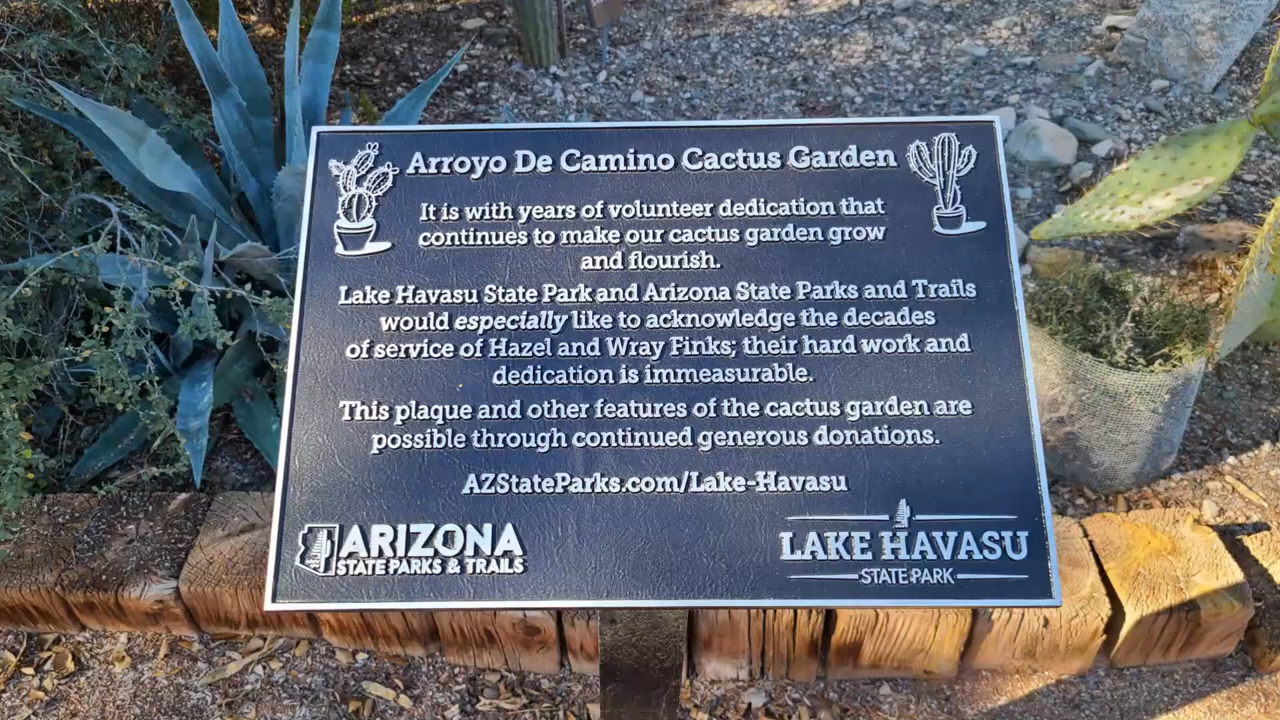 Arroyo De Camino Cactus Garden
It is with years of volunteer dedication that
continues to make our cactus garden grow
and flourish.
Lake Havasu State Park and Arizona State Parks and Trails
would especially like to acknowledge the decades
of service of Hazel and Wray Finks; their hard work and
dedication is immeasurable.
This plaque and other features of the cactus garden are
possible through continued generous donations.
AZStateParks.com/Lake-Havasu
ARIZONA
STATE PARKS & TRAILS
LAKE HAVASU
STATE PARK